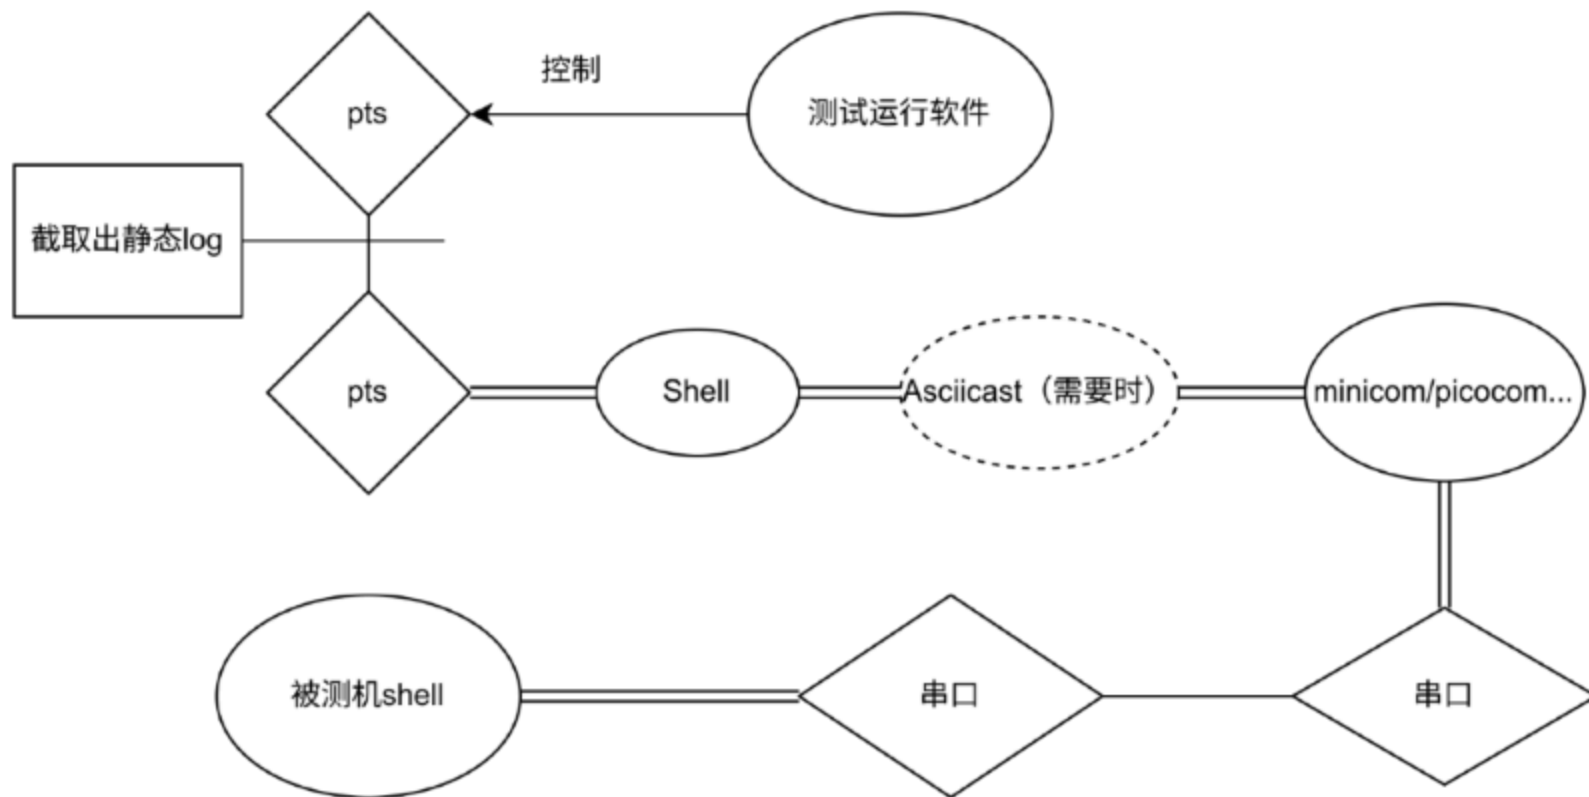 控制
pts
测试运行软件
截取出静态log
pts
Shell
Asciicast（需要时）
minicom/picocom...
被测机shell
串口
串口